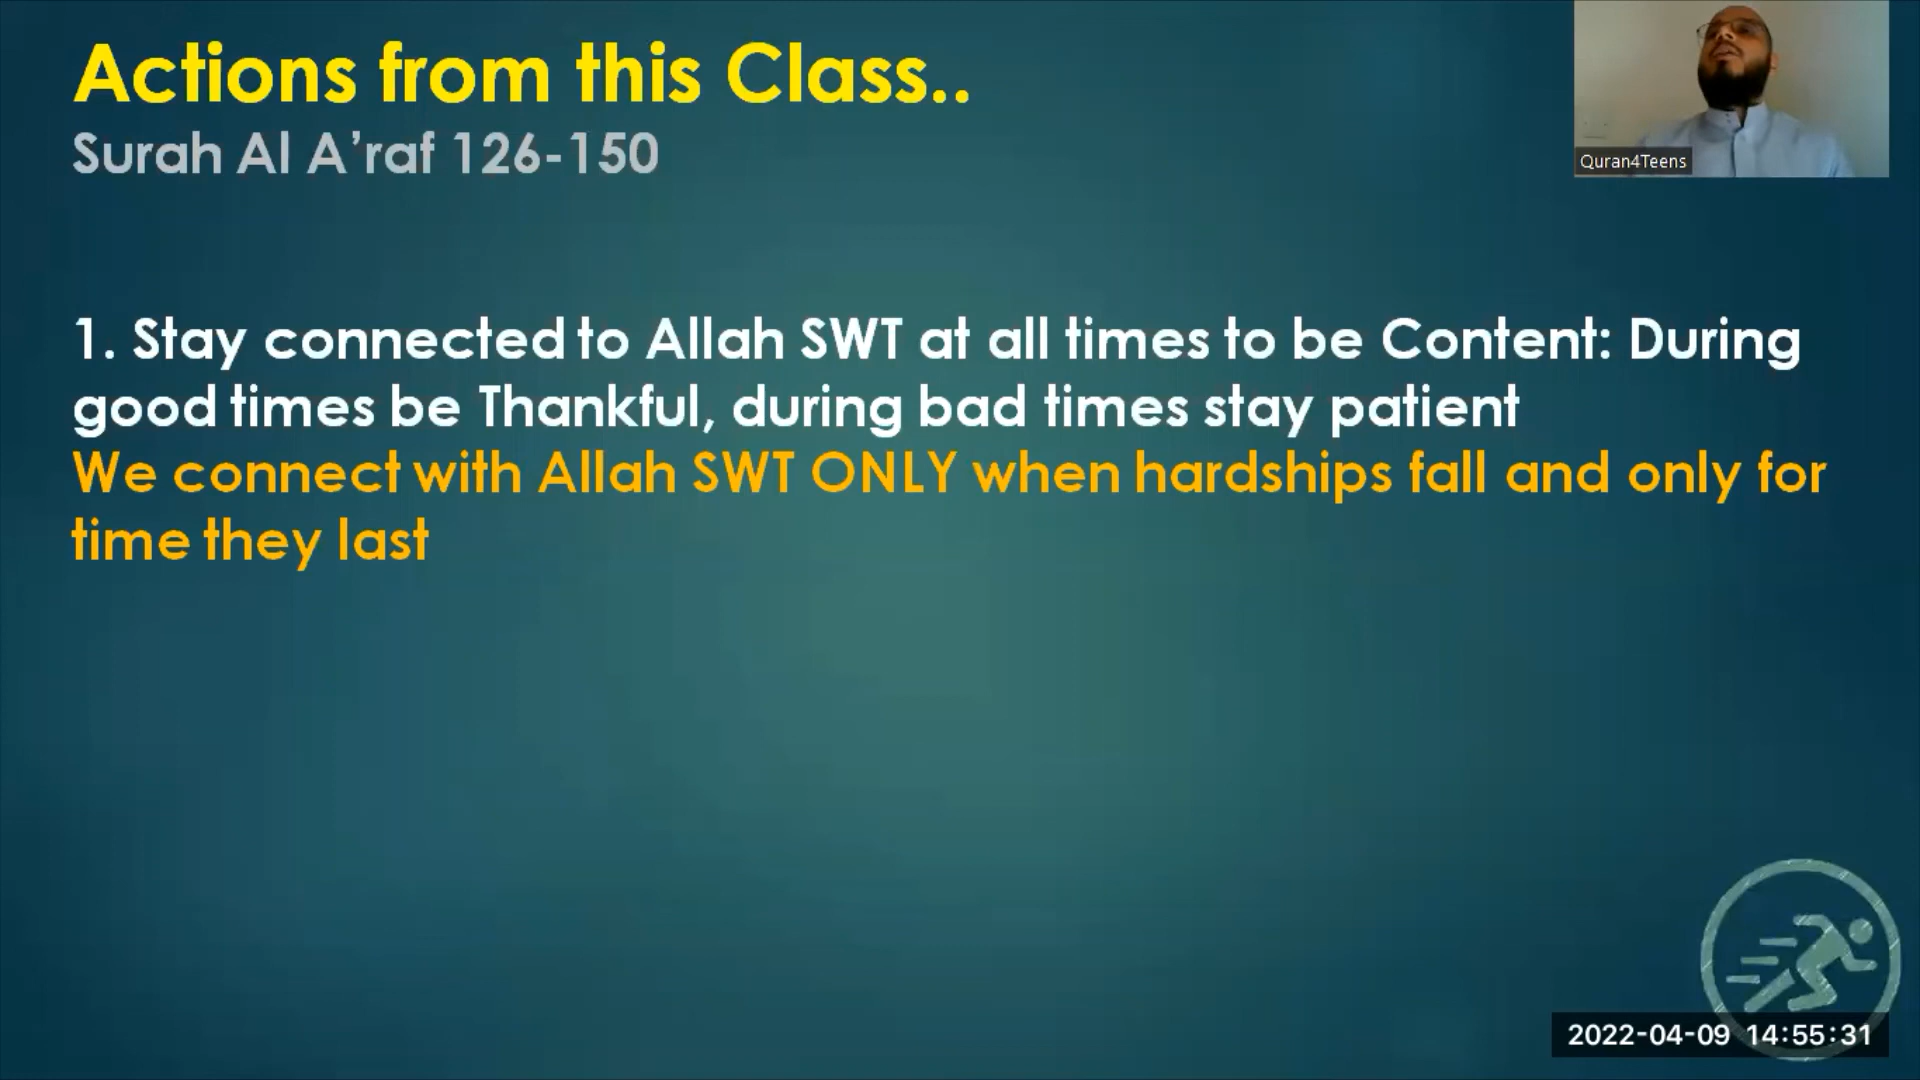 Actions from this Class..
Surah Al A’raf 126-150
Quran4Teens
1. Stay connected to Allah SWT at all times to be Content: During
good times be Thankful, during bad times stay patient
We connect with Allah SWT ONLY when hardships fall and only for
time they last
2022-04-09 14:55:31